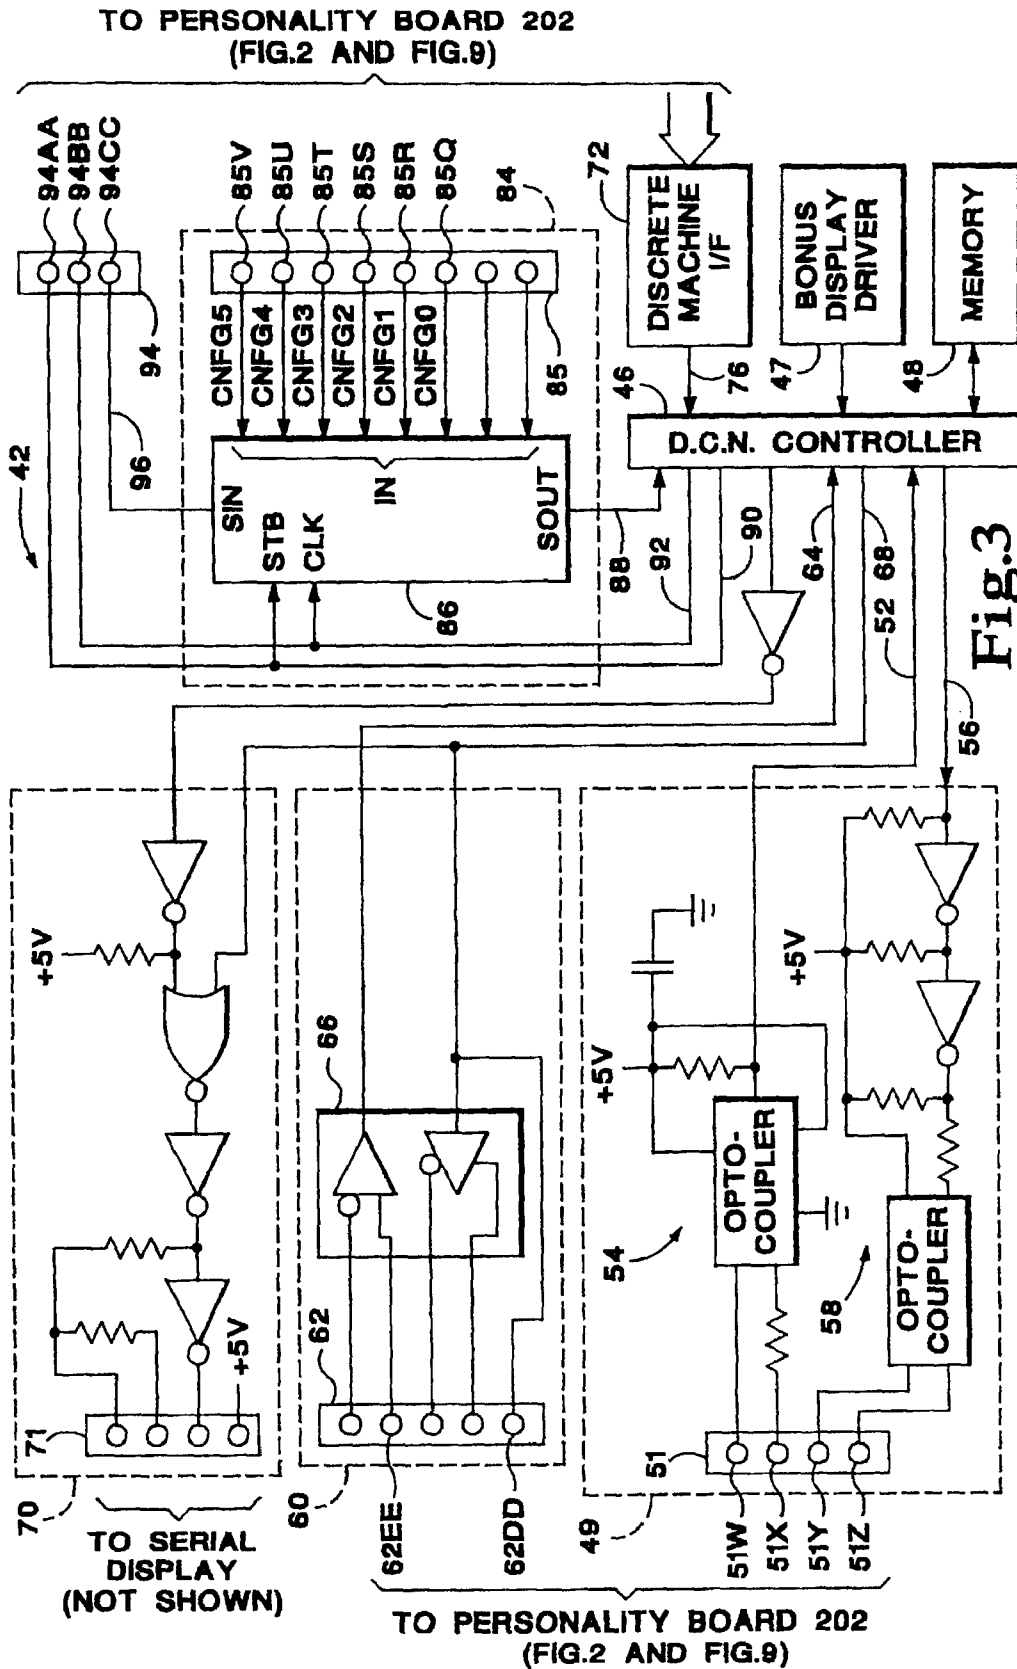 TO PERSONALITY BOARD 202
(FIG.2 AND FIG.9)
94AA
94BB
94CC
94
96
42
85V
85U
85T
85S
85R
85Q
84
85
CNFG5
CNFG4
CNFG3
CNFG2
CNFG1
CNFG0
SIN
STB
CLK
IN
SOUT
86
88
72
DISCRETE
MACHINE
I/F
76
BONUS
DISPLAY
DRIVER
47
MEMORY
48
46
D.C.N. CONTROLLER
92
90
64
68
52
56
Fig.3
+5V
71
+5V
70
TO SERIAL
DISPLAY
(NOT SHOWN)
66
62
60
62EE
62DD
+5V
OPTO-
COUPLER
54
+5V
OPTO-
COUPLER
58
51
49
51W
51X
51Y
51Z
TO PERSONALITY BOARD 202
(FIG.2 AND FIG.9)